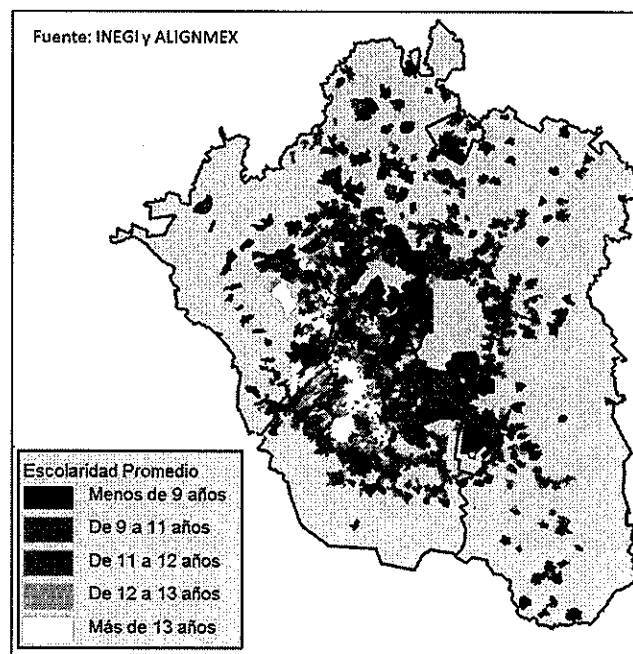 Fuente: INEGI y ALIGNMEX
Escolaridad Promedio
Menos de 9 años
De 9 a 11 años
De 11 a 12 años
De 12 a 13 años
Más de 13 años